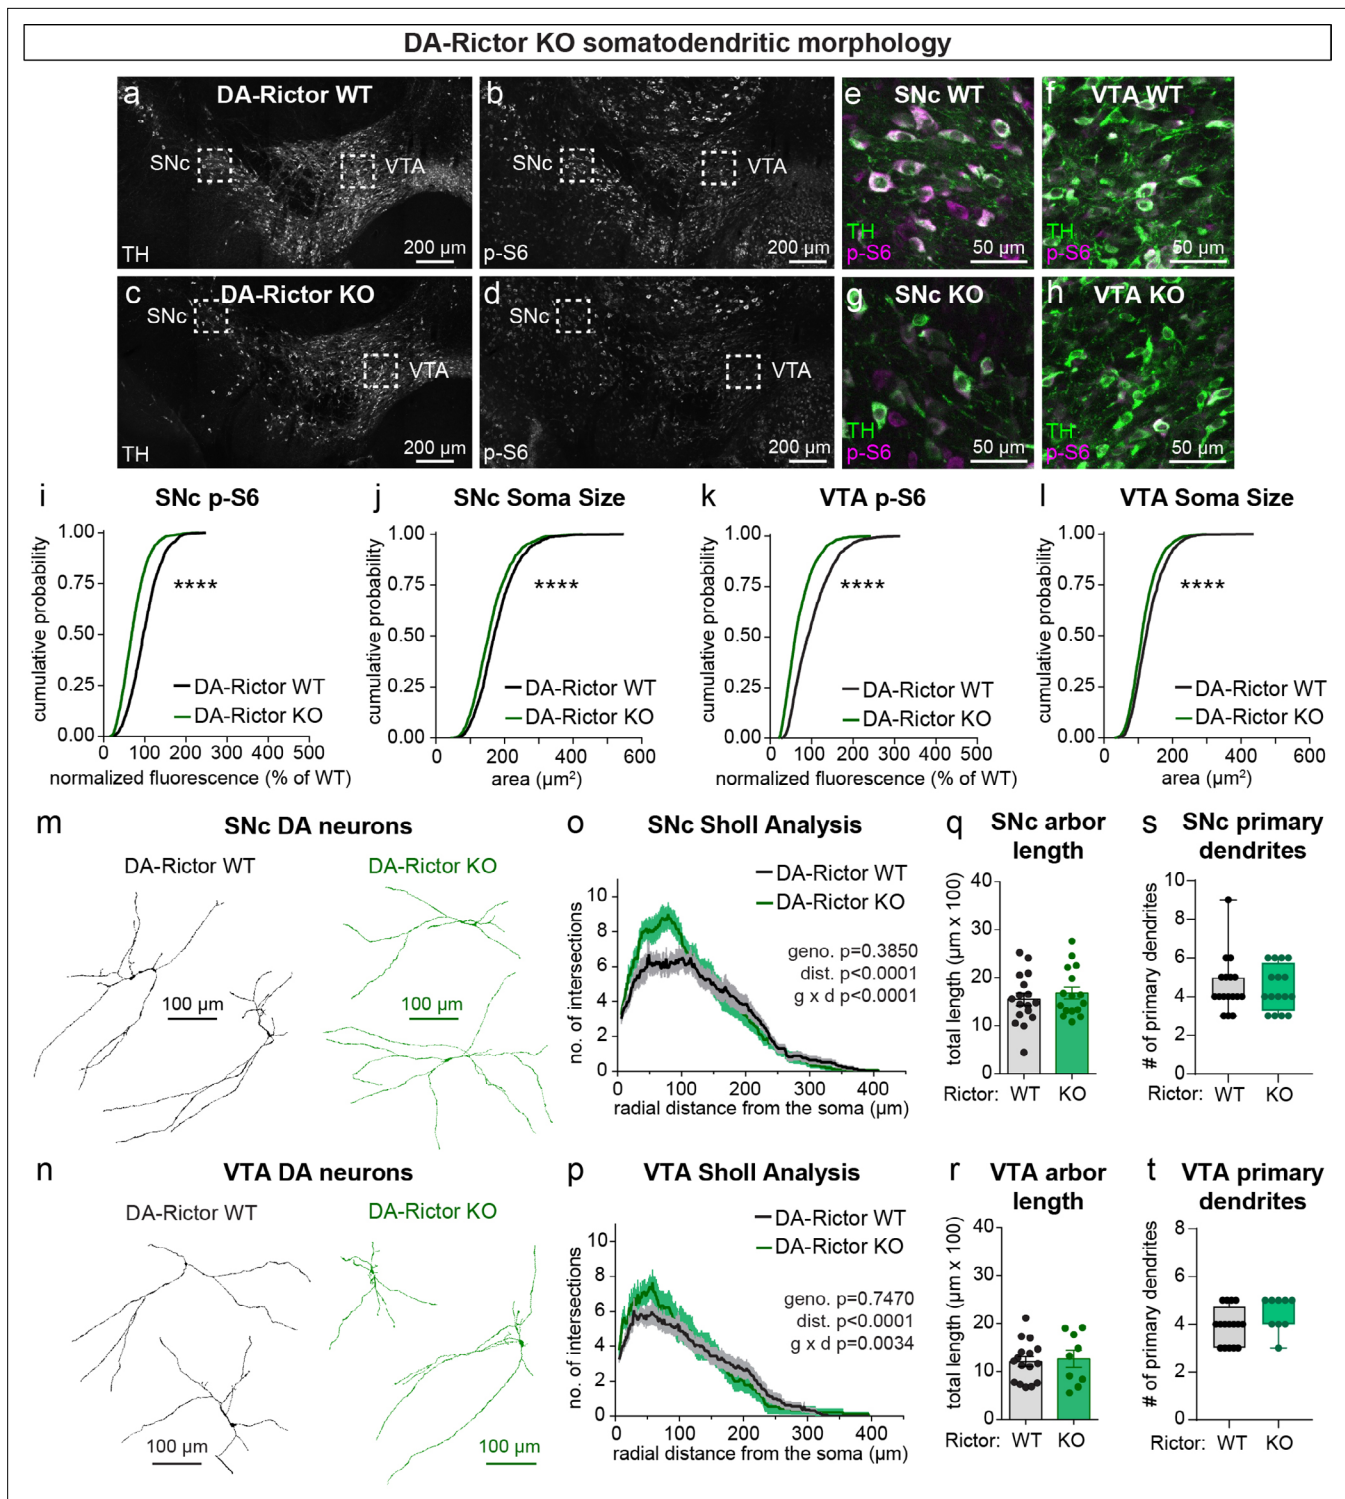 DA-Rictor KO somatodendritic morphology
a DA-Rictor WT
SNc
VTA
TH
200 µm
b
SNc
VTA
p-S6
200 µm
e SNc WT
TH
p-S6
50 µm
f VTA WT
TH
p-S6
50 µm
c DA-Rictor KO
SNc
VTA
TH
200 µm
d
SNc
VTA
p-S6
200 µm
g SNc KO
TH
p-S6
50 µm
h VTA KO
TH
p-S6
50 µm
i SNc p-S6
cumulative probability
1.00
0.75
0.50
0.25
0.00
****
DA-Rictor WT
DA-Rictor KO
0 100 200 300 400 500
normalized fluorescence (% of WT)
j SNc Soma Size
cumulative probability
1.00
0.75
0.50
0.25
0.00
****
DA-Rictor WT
DA-Rictor KO
0 200 400 600
area (µm²)
k VTA p-S6
cumulative probability
1.00
0.75
0.50
0.25
0.00
****
DA-Rictor WT
DA-Rictor KO
0 100 200 300 400 500
normalized fluorescence (% of WT)
l VTA Soma Size
cumulative probability
1.00
0.75
0.50
0.25
0.00
****
DA-Rictor WT
DA-Rictor KO
0 200 400 600
area (µm²)
m SNc DA neurons
DA-Rictor WT
DA-Rictor KO
100 µm
100 µm
o SNc Sholl Analysis
no. of intersections
10
8
6
4
2
0
DA-Rictor WT
DA-Rictor KO
geno. p=0.3850
dist. p<0.0001
g x d p<0.0001
0 100 200 300 400
radial distance from the soma (µm)
q SNc arbor
length
total length (µm x 100)
40
30
20
10
0
Rictor: WT KO
s SNc primary
dendrites
# of primary dendrites
10
8
6
4
2
0
Rictor: WT KO
n VTA DA neurons
DA-Rictor WT
DA-Rictor KO
100 µm
100 µm
p VTA Sholl Analysis
no. of intersections
10
8
6
4
2
0
DA-Rictor WT
DA-Rictor KO
geno. p=0.7470
dist. p<0.0001
g x d p=0.0034
0 100 200 300 400
radial distance from the soma (µm)
r VTA arbor
length
total length (µm x 100)
40
30
20
10
0
Rictor: WT KO
t VTA primary
dendrites
# of primary dendrites
8
6
4
2
0
Rictor: WT KO